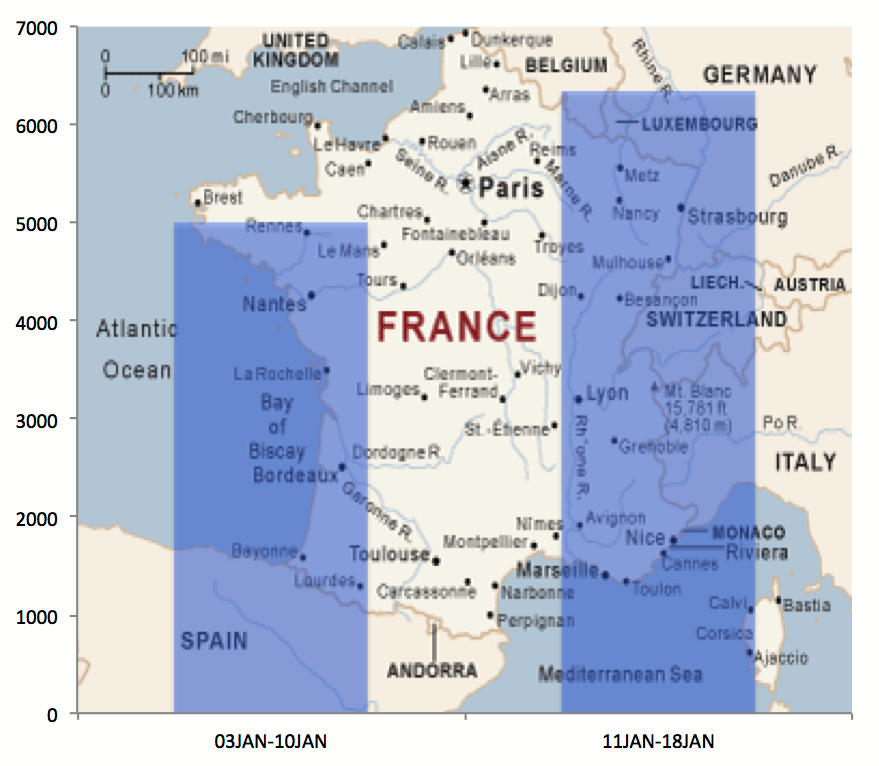 7000
6000
5000
4000
3000
2000
1000
0
03JAN-10JAN
11JAN-18JAN
0 100 mi
0 100 km
UNITED
KINGDOM
English Channel
Calais
Dunkerque
Lille
BELGIUM
Rhine R.
GERMANY
Arras
Amiens
Cherbourg
LUXEMBOURG
Le Havre
Rouen
Aisne R.
Reims
Caen
Seine R.
Marne R.
Danube R.
Metz
Paris
Brest
Nancy
Strasbourg
Chartres
Rennes
Fontainebleau
Le Mans
Troyes
Orléans
Mulhouse
Tours
Dijon
LIECH.
AUSTRIA
Nantes
Besançon
Atlantic
Ocean
FRANCE
SWITZERLAND
La Rochelle
Clermont-
Ferrand
Vichy
Limoges
Lyon
Mt. Blanc
15,781 ft
(4,810 m)
Bay
of
Biscay
St.-Étienne
Rh'one R.
Po R.
Grenoble
Dordogne R.
ITALY
Bordeaux
Garonne R.
Avignon
Nîmes
Nice
MONACO
Montpellier
Riviera
Bayonne
Toulouse
Cannes
Marseille
Lourdes
Carcassonne
Narbonne
Toulon
Calvi
Bastia
Perpignan
Corsica
SPAIN
Ajaccio
ANDORRA
Mediterranean Sea